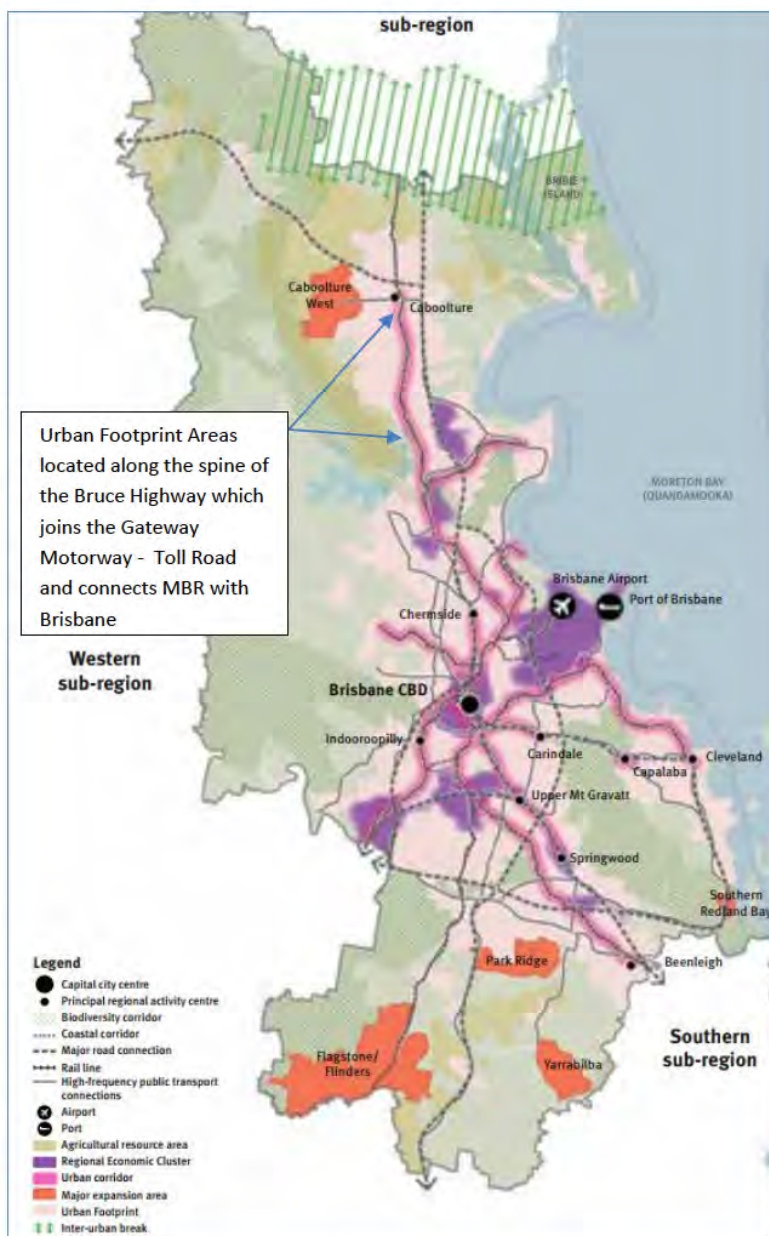 sub-region
BRIBIE
ISLAND
Caboolture
West
Caboolture
Urban Footprint Areas
located along the spine of
the Bruce Highway which
joins the Gateway
Motorway - Toll Road
and connects MBR with
Brisbane
MORETON BAY
(QUANDAMOOKA)
Brisbane Airport
Port of Brisbane
Chermside
Western
sub-region
Brisbane CBD
Indooroopilly
Carindale
Cleveland
Capalaba
Upper Mt Gravatt
Springwood
Southern
Redland Bay
Park Ridge
Beenleigh
Southern
sub-region
Flagstone/
Flinders
Yarrabilba
Legend
Capital city centre
Principal regional activity centre
Biodiversity corridor
Coastal corridor
Major road connection
Rail line
High-frequency public transport
connections
Airport
Port
Agricultural resource area
Regional Economic Cluster
Urban corridor
Major expansion area
Urban Footprint
Inter-urban break